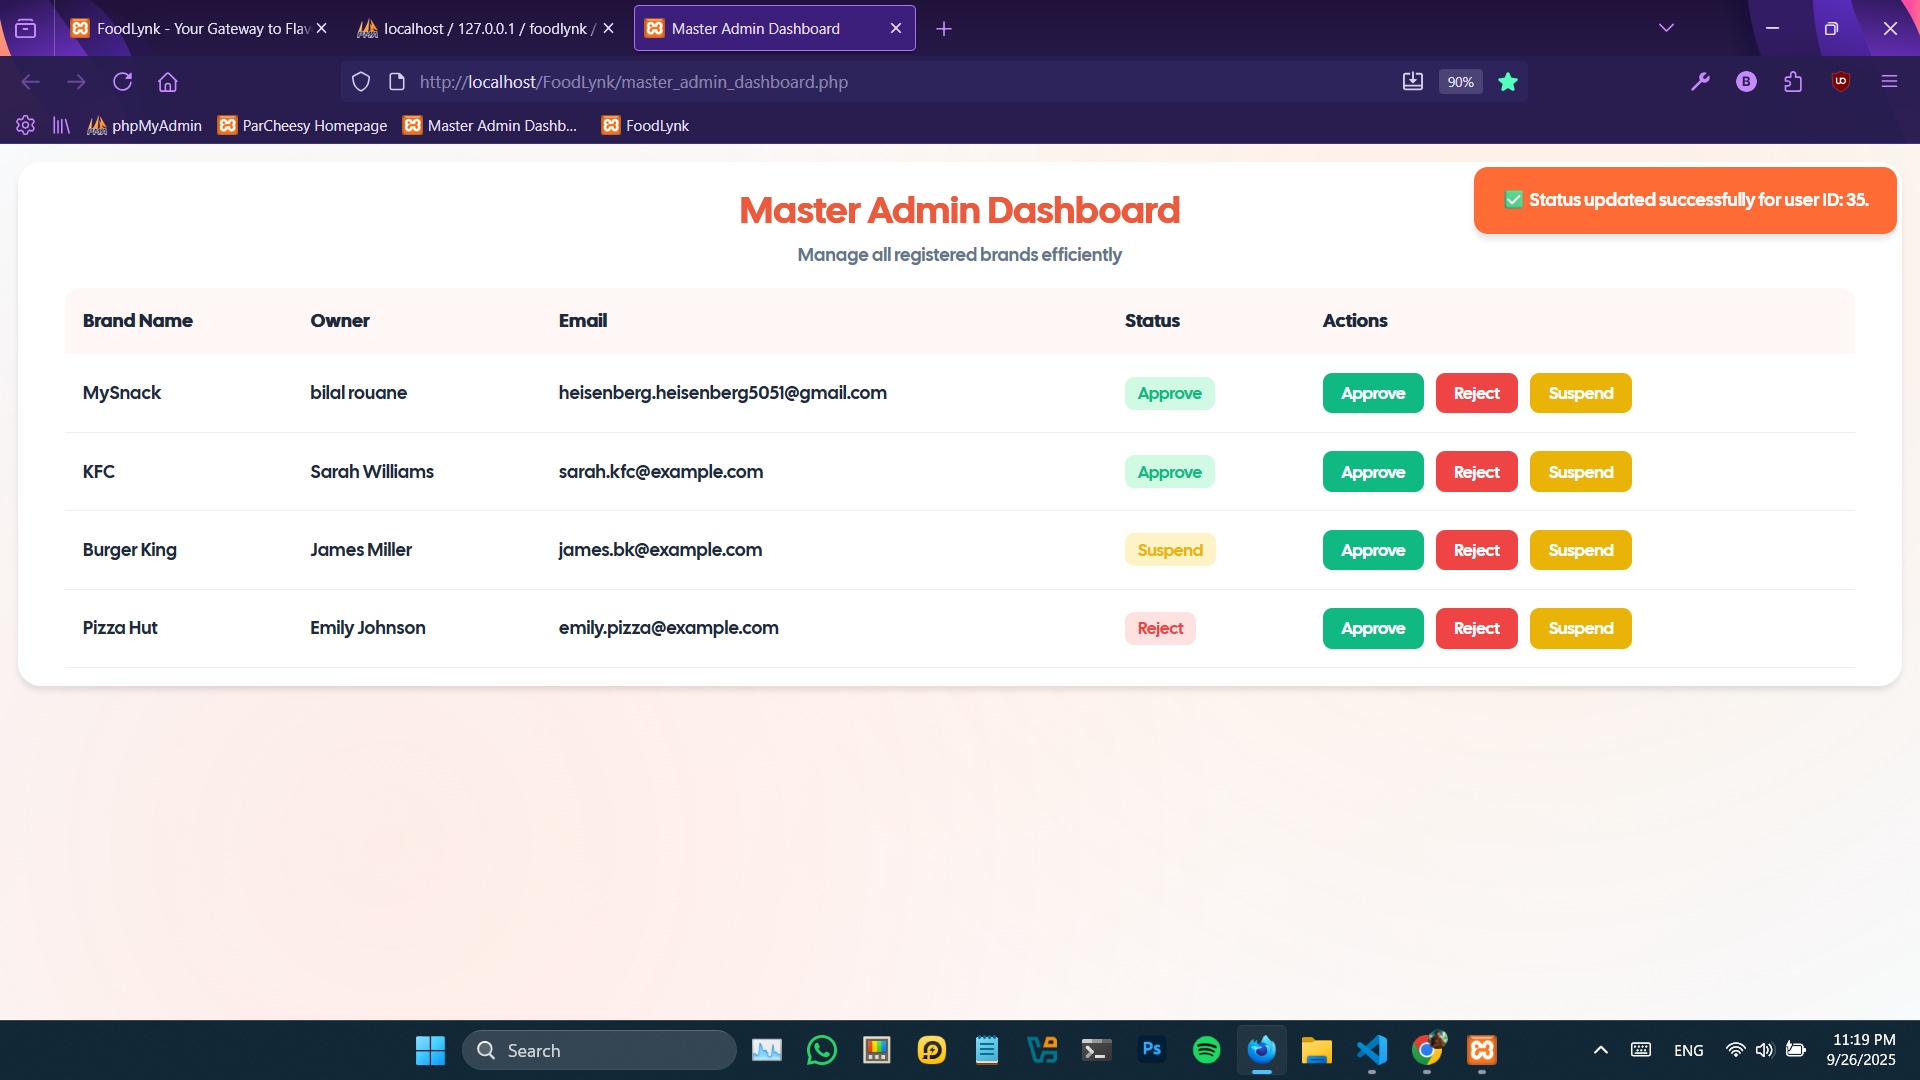 FoodLynk - Your Gateway to Flav
localhost / 127.0.0.1 / foodlynk /
Master Admin Dashboard
http://localhost/FoodLynk/master_admin_dashboard.php
90%
B
phpMyAdmin
ParCheesy Homepage
Master Admin Dashb...
FoodLynk
✅ Status updated successfully for user ID: 35.
Master Admin Dashboard
Manage all registered brands efficiently
Brand Name Owner Email Status Actions
MySnack bilal rouane heisenberg.heisenberg5051@gmail.com Approve Approve Reject Suspend
KFC Sarah Williams sarah.kfc@example.com Approve Approve Reject Suspend
Burger King James Miller james.bk@example.com Suspend Approve Reject Suspend
Pizza Hut Emily Johnson emily.pizza@example.com Reject Approve Reject Suspend
Search
Ps
ENG
11:19 PM
9/26/2025